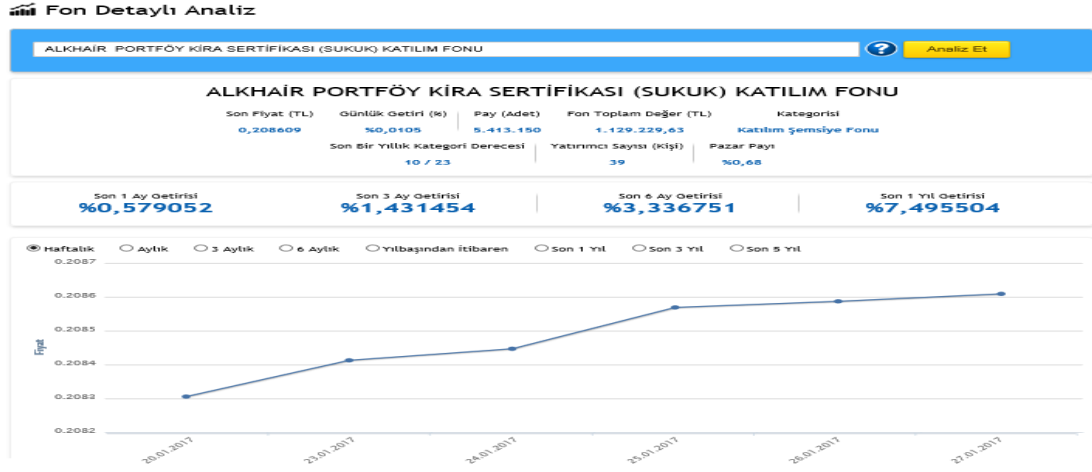 Fon Detaylı Analiz
ALKHAİR PORTFÖY KİRA SERTİFİKASI (SUKUK) KATILIM FONU ? Analiz Et
ALKHAİR PORTFÖY KİRA SERTİFİKASI (SUKUK) KATILIM FONU
Son Fiyat (TL) Günlük Getiri (%) Pay (Adet) Fon Toplam Değer (TL) Kategorisi
0,208609 %0,0105 5.413.150 1.129.229,63 Katılım Şemsiye Fonu
Son Bir Yıllık Kategori Derecesi Yatırımcı Sayısı (Kişi) Pazar Payı
10 / 23 39 %0,68
Son 1 Ay Getirisi Son 3 Ay Getirisi Son 6 Ay Getirisi Son 1 Yıl Getirisi
%0,579052 %1,431454 %3,336751 %7,495504
Haftalık Aylık 3 Aylık 6 Aylık Yılbaşından İtibaren Son 1 Yıl Son 3 Yıl Son 5 Yıl
0.2087
0.2086
0.2085
0.2084
0.2083
0.2082
Fiyat
20.01.2017 23.01.2017 24.01.2017 25.01.2017 26.01.2017 27.01.2017